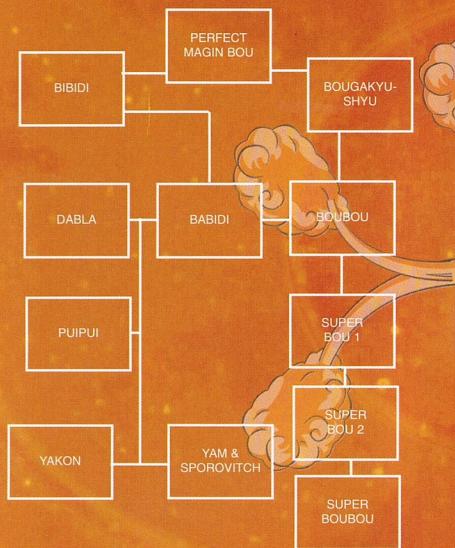 PERFECT
MAGIN BOU
BIBIDI
BOUGAKYU-
SHYU
DABLA
BABIDI
BOUBOU
PUIPUI
SUPER
BOU 1
SUPER
BOU 2
YAKON
YAM &
SPOROVITCH
SUPER
BOUBOU